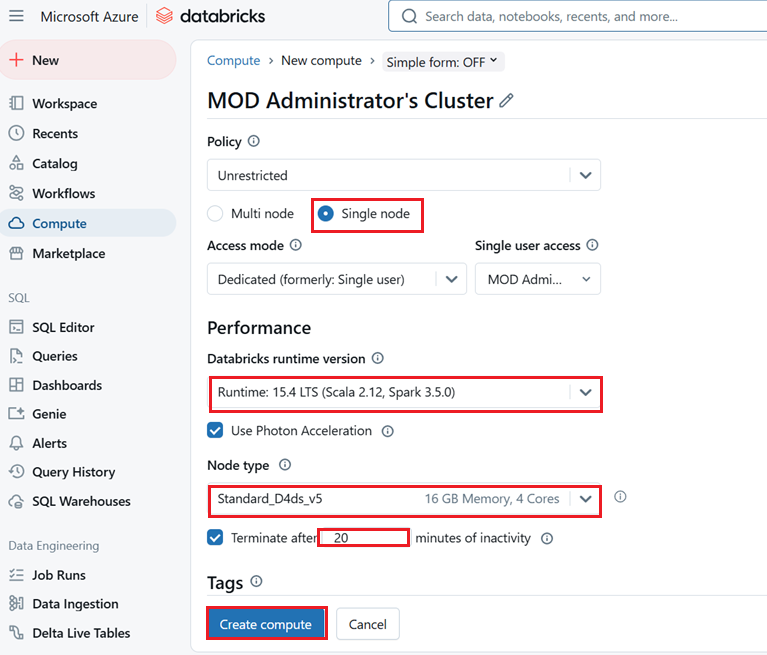 Microsoft Azure databricks
Search data, notebooks, recents, and more...
New
Workspace
Recents
Catalog
Workflows
Compute
Marketplace
SQL
SQL Editor
Queries
Dashboards
Genie
Alerts
Query History
SQL Warehouses
Data Engineering
Job Runs
Data Ingestion
Delta Live Tables
Compute > New compute > Simple form: OFF
MOD Administrator's Cluster
Policy
Unrestricted
Multi node Single node
Access mode Single user access
Dedicated (formerly: Single user) MOD Admi...
Performance
Databricks runtime version
Runtime: 15.4 LTS (Scala 2.12, Spark 3.5.0)
Use Photon Acceleration
Node type
Standard_D4ds_v5 16 GB Memory, 4 Cores
Terminate after 20 minutes of inactivity
Tags
Create compute Cancel